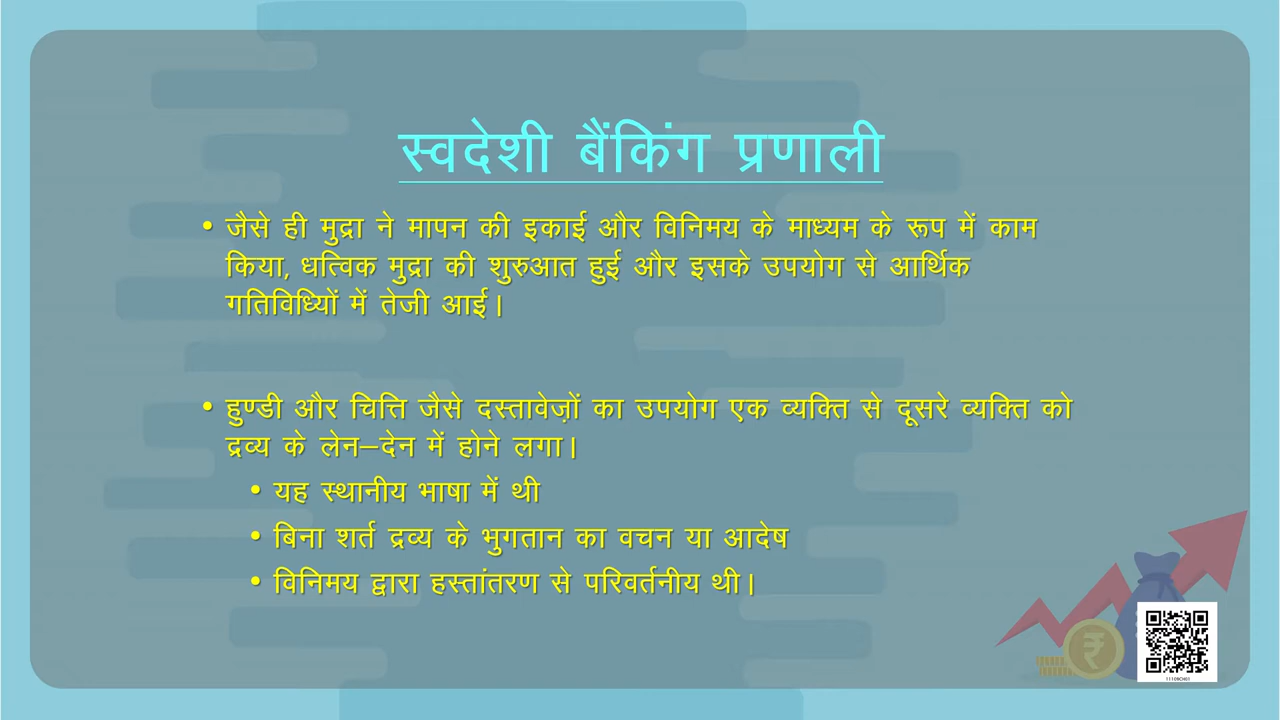 स्वदेशी बैंकिंग प्रणाली
• जैसे ही मुद्रा ने मापन की इकाई और विनिमय के माध्यम के रूप में काम
किया, धत्विक मुद्रा की शुरुआत हुई और इसके उपयोग से आर्थिक
गतिविध्यिों में तेजी आई।
• हुण्डी और चित्ति जैसे दस्तावेज़ों का उपयोग एक व्यक्ति से दूसरे व्यक्ति को
द्रव्य के लेन–देन में होने लगा।
• यह स्थानीय भाषा में थी
• बिना शर्त द्रव्य के भुगतान का वचन या आदेष
• विनिमय द्वारा हस्तांतरण से परिवर्तनीय थी।